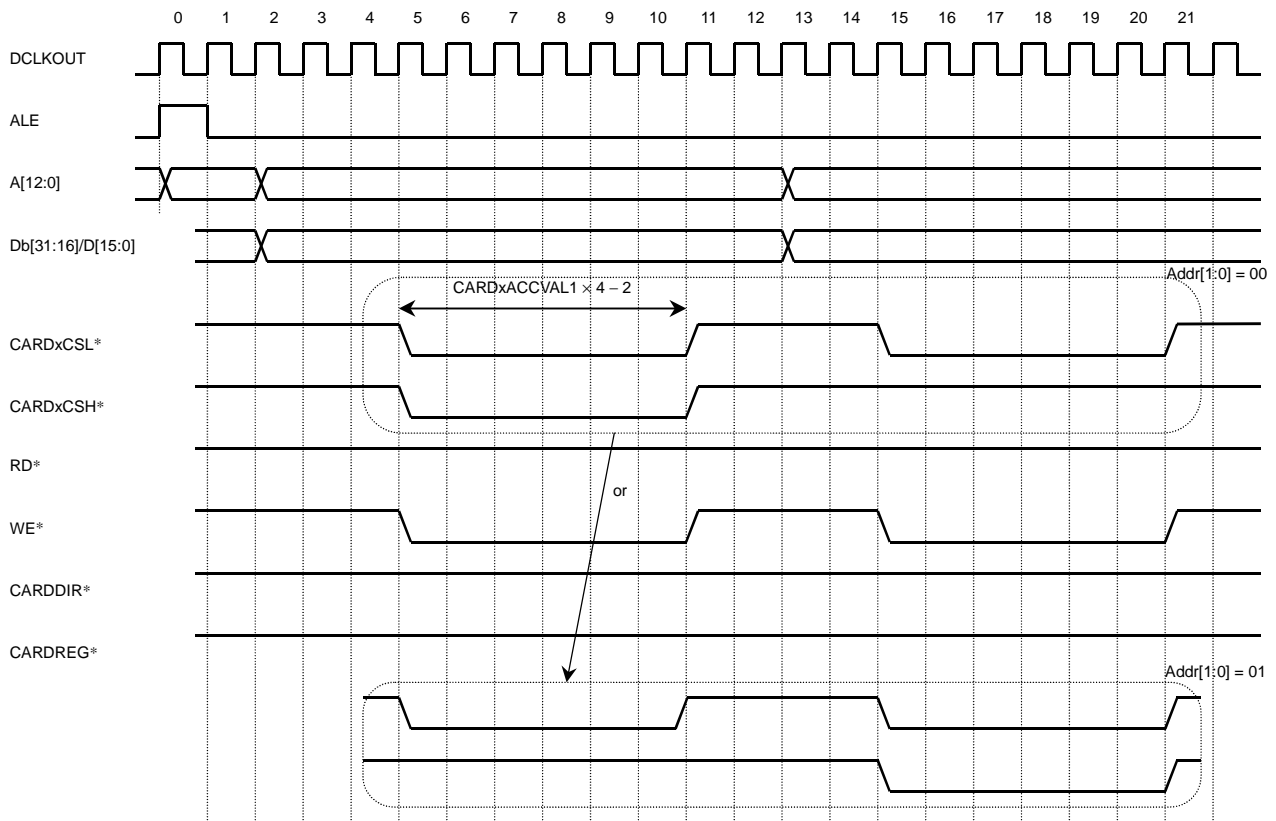 0 1 2 3 4 5 6 7 8 9 10 11 12 13 14 15 16 17 18 19 20 21
DCLKOUT
ALE
A[12:0]
Db[31:16]/D[15:0]
Addr[1:0] = 00
CARDxACCVAL1 × 4 – 2
CARDxCSL*
CARDxCSH*
RD*
or
WE*
CARDDIR*
CARDREG*
Addr[1:0] = 01